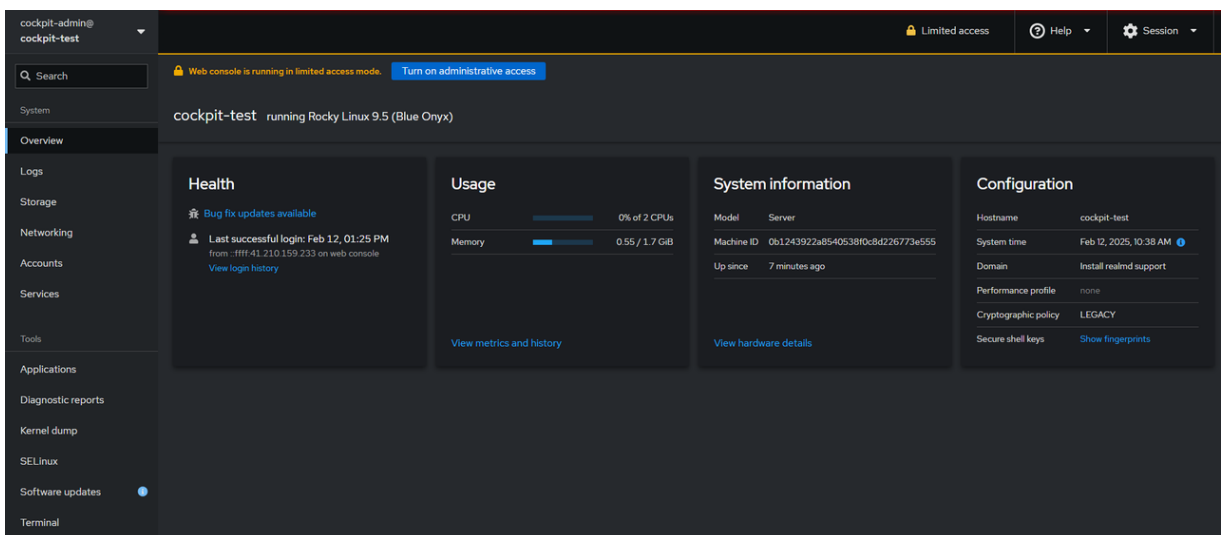 cockpit-admin@
cockpit-test
Limited access
Help
Session
Search
Web console is running in limited access mode. Turn on administrative access
System
cockpit-test running Rocky Linux 9.5 (Blue Onyx)
Overview
Logs
Storage
Networking
Accounts
Services
Tools
Applications
Diagnostic reports
Kernel dump
SELinux
Software updates
Terminal
Health
Bug fix updates available
Last successful login: Feb 12, 01:25 PM
from ::ffff:41.210.159.233 on web console
View login history
Usage
CPU 0% of 2 CPUs
Memory 0.55 / 1.7 GiB
View metrics and history
System information
Model Server
Machine ID 0b1243922a8540538f0c8d226773e555
Up since 7 minutes ago
View hardware details
Configuration
Hostname cockpit-test
System time Feb 12, 2025, 10:38 AM
Domain Install realmd support
Performance profile none
Cryptographic policy LEGACY
Secure shell keys Show fingerprints